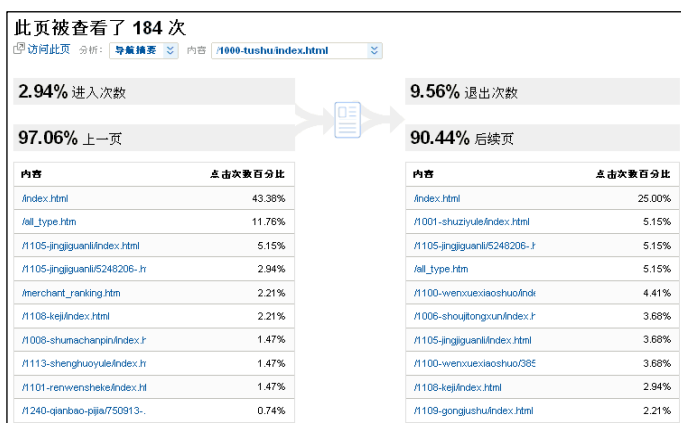 此页被查看了 184 次
访问此页 分析: 导航摘要 内容 /1000-tushu/index.html
2.94% 进入次数
97.06% 上一页
内容 点击次数百分比
/index.html 43.38%
/all_type.htm 11.76%
/1105-jingjiguanli/index.html 5.15%
/1105-jingjiguanli/5248206-.h 2.94%
/merchant_ranking.htm 2.21%
/1108-keji/index.html 2.21%
/1008-shumachanpin/index.h 1.47%
/1113-shenghuoyule/index.h 1.47%
/1101-renwensheke/index.ht 1.47%
/1240-qianbao-pijia/750913-. 0.74%
9.56% 退出次数
90.44% 后续页
内容 点击次数百分比
/index.html 25.00%
/1001-shuziyule/index.html 5.15%
/1105-jingjiguanli/5248206-.h 5.15%
/all_type.htm 5.15%
/1100-wenxuexiaoshuo/inde 4.41%
/1006-shoujitongxun/index.h 3.68%
/1105-jingjiguanli/index.html 3.68%
/1100-wenxuexiaoshuo/385 3.68%
/1108-keji/index.html 2.94%
/1109-gongjushu/index.html 2.21%